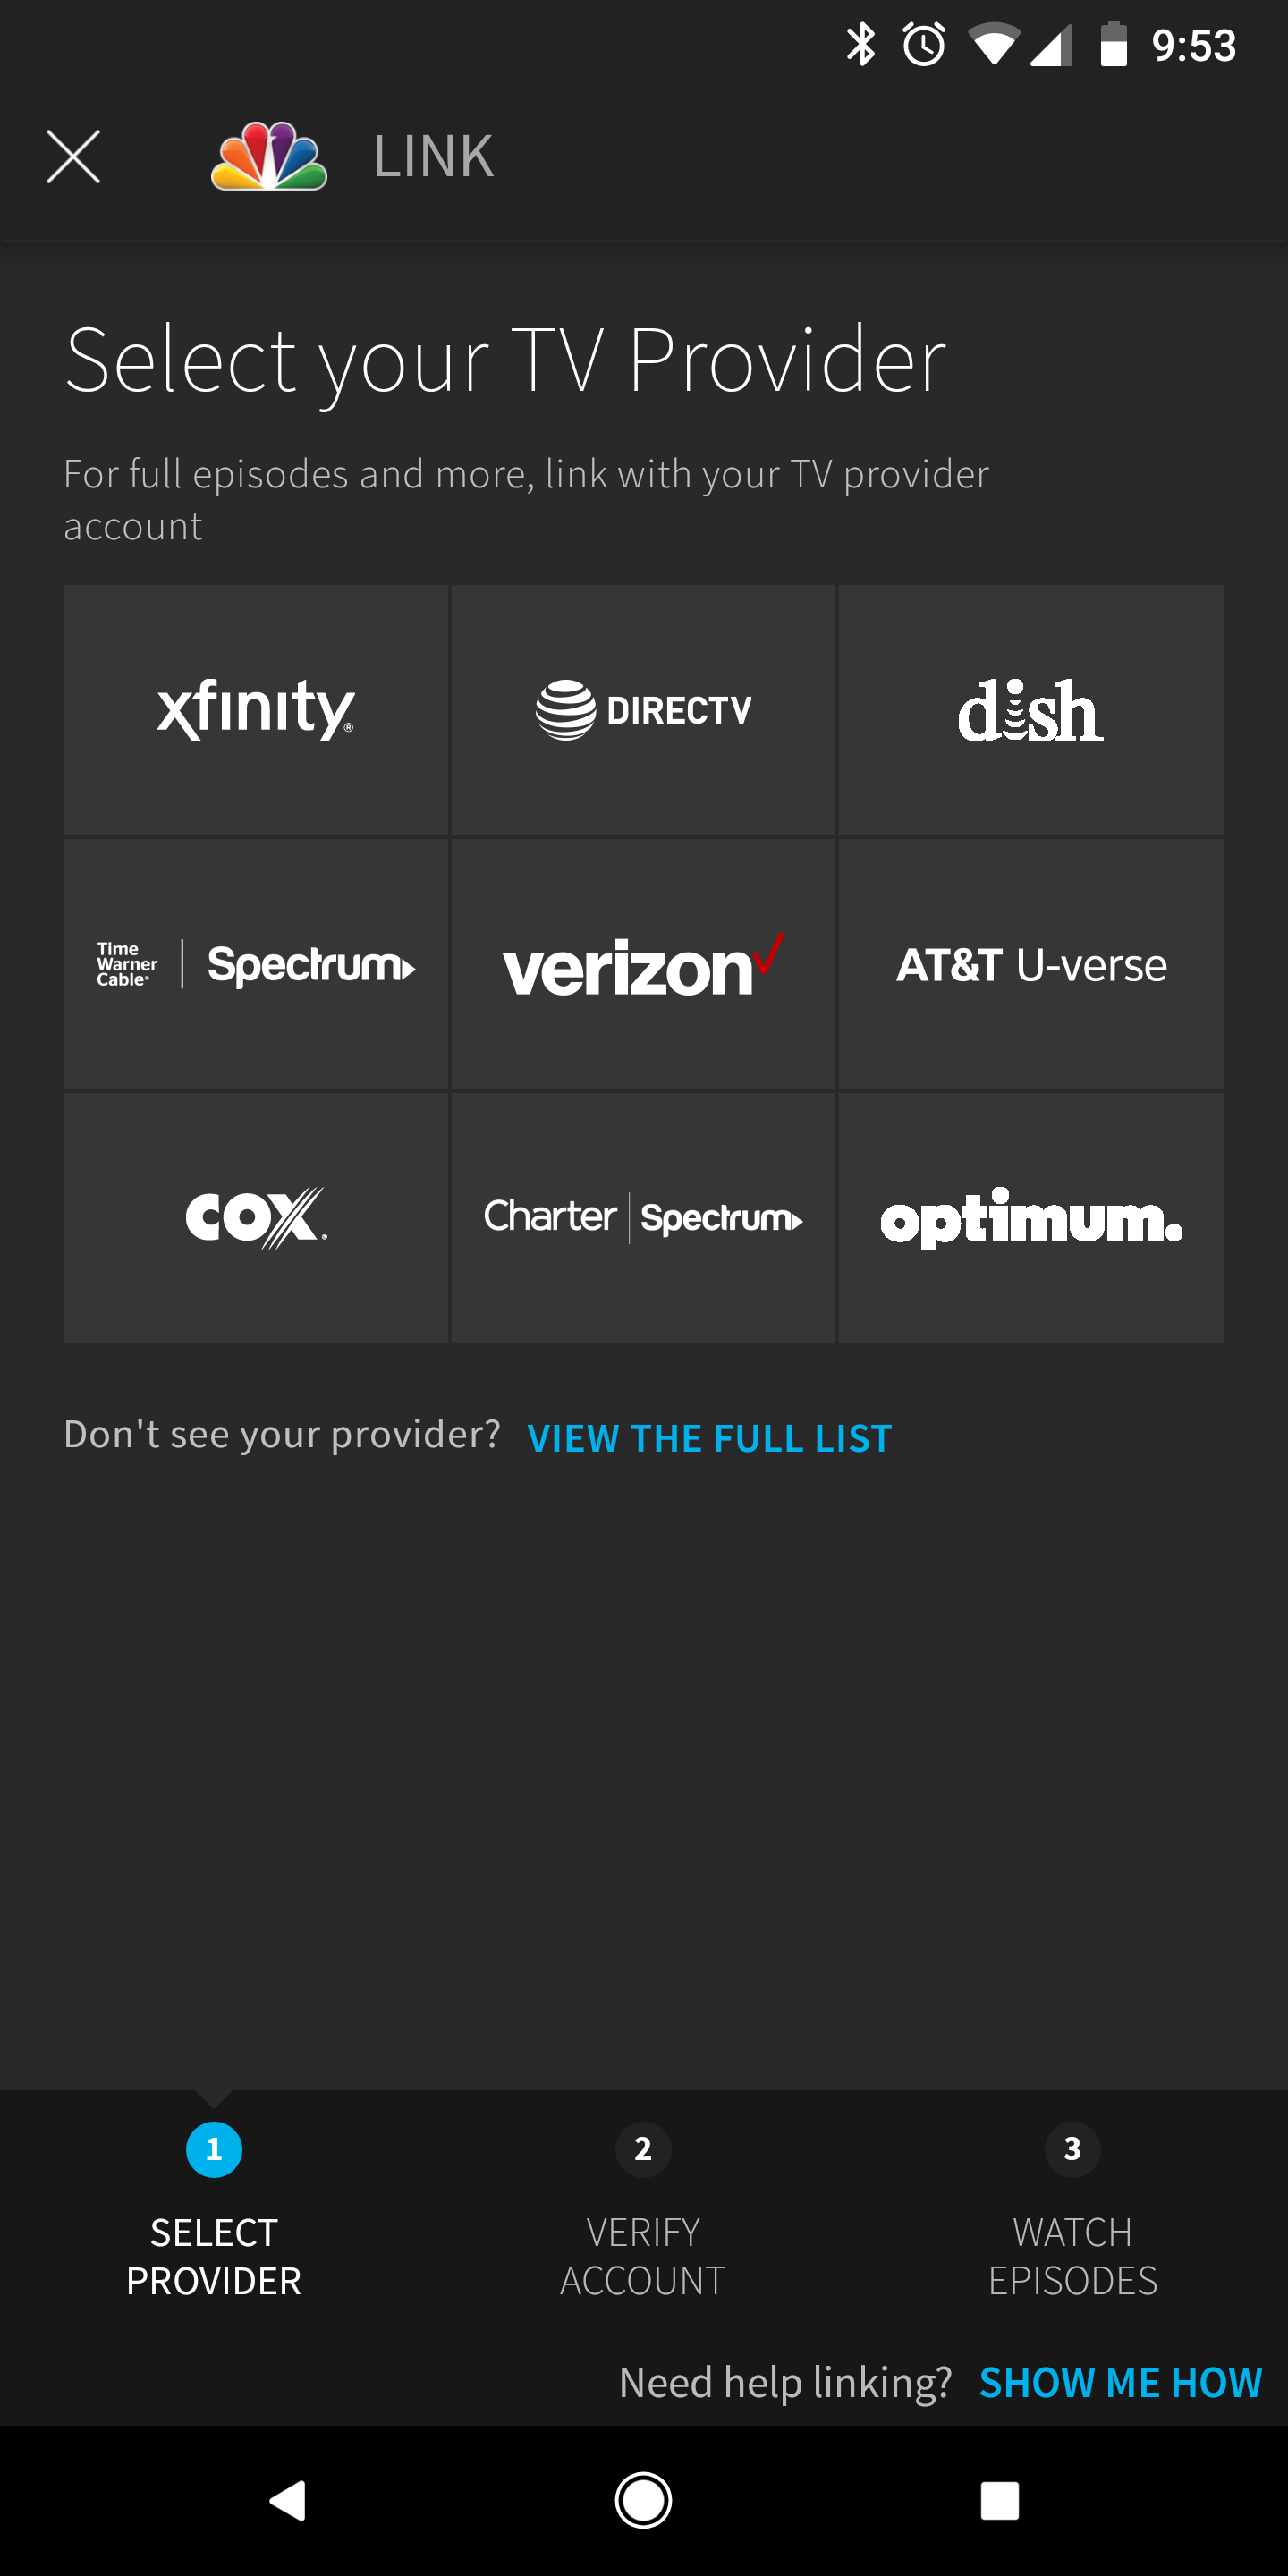 9:53
LINK
Select your TV Provider
For full episodes and more, link with your TV provider
account
xfinity®
DIRECTV
dish
Time
Warner
Cable®
Spectrum
verizon
AT&T U-verse
COX®
Charter
Spectrum
optimum.
Don't see your provider? VIEW THE FULL LIST
1
SELECT
PROVIDER
2
VERIFY
ACCOUNT
3
WATCH
EPISODES
Need help linking? SHOW ME HOW